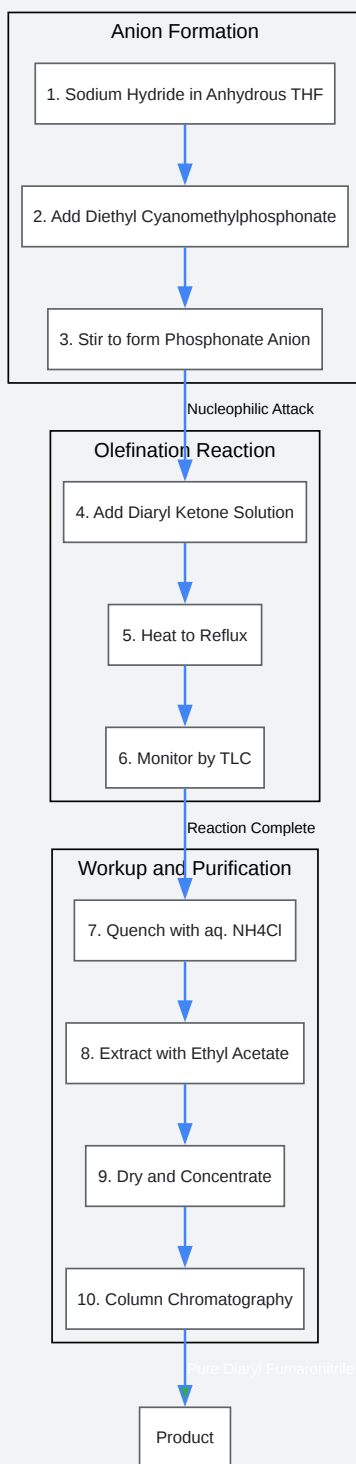 Anion Formation
1. Sodium Hydride in Anhydrous THF
2. Add Diethyl Cyanomethylphosphonate
3. Stir to form Phosphonate Anion
Nucleophilic Attack
Olefination Reaction
4. Add Diaryl Ketone Solution
5. Heat to Reflux
6. Monitor by TLC
Reaction Complete
Workup and Purification
7. Quench with aq. NH4Cl
8. Extract with Ethyl Acetate
9. Dry and Concentrate
10. Column Chromatography
Pure Diaryl Fumaronitrile
Product